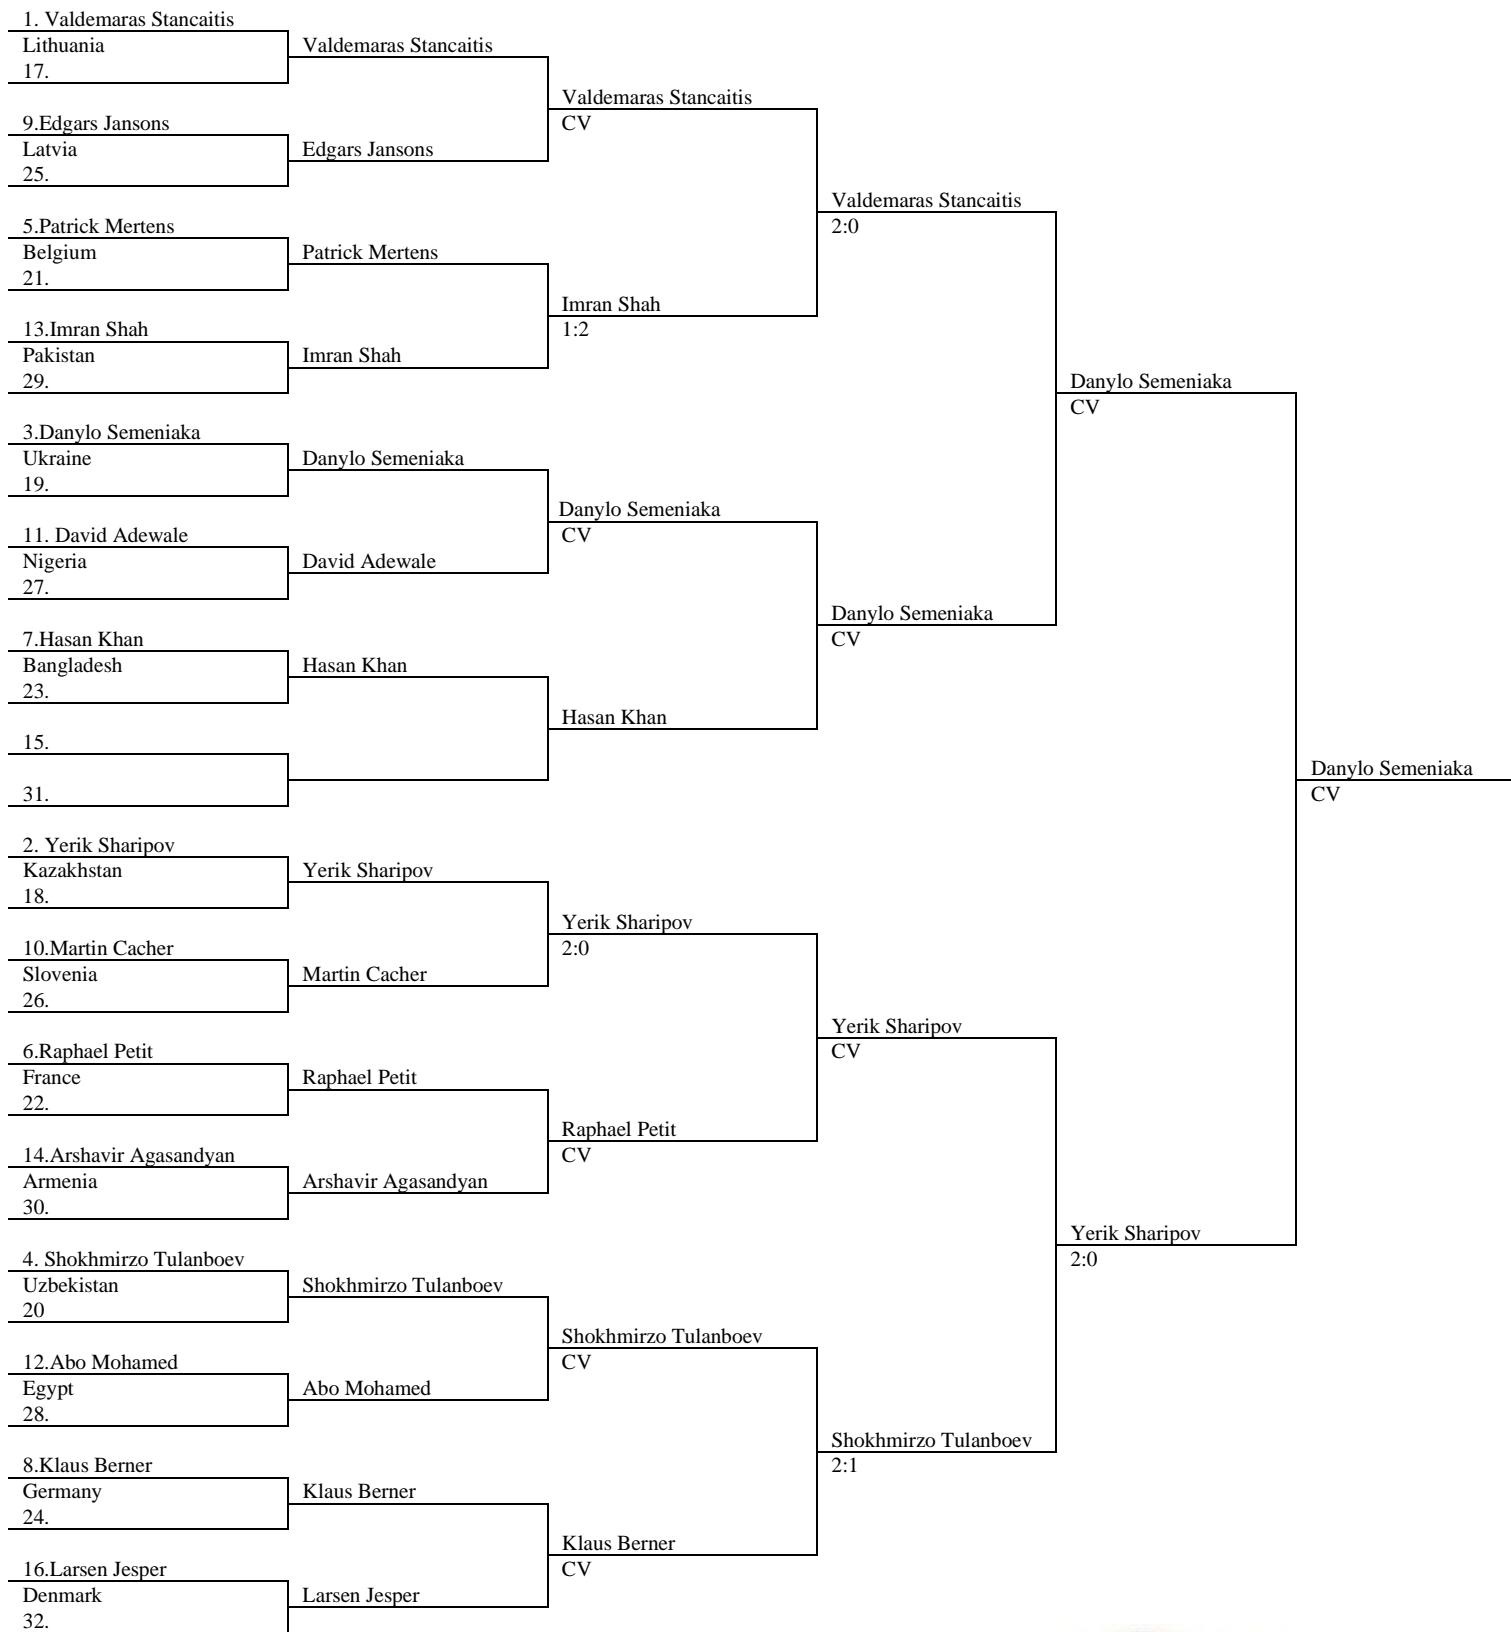 1. Valdemaras Stancaitis
Lithuania
Valdemaras Stancaitis
17.
Valdemaras Stancaitis
CV
9.Edgars Jansons
Latvia
Edgars Jansons
25.
Valdemaras Stancaitis
2:0
5.Patrick Mertens
Belgium
Patrick Mertens
21.
Imran Shah
1:2
13.Imran Shah
Pakistan
Imran Shah
29.
Danylo Semeniaka
CV
3.Danylo Semeniaka
Ukraine
Danylo Semeniaka
19.
Danylo Semeniaka
CV
11. David Adewale
Nigeria
David Adewale
27.
Danylo Semeniaka
CV
7.Hasan Khan
Bangladesh
Hasan Khan
23.
Hasan Khan
15.
31.
Danylo Semeniaka
CV
2. Yerik Sharipov
Kazakhstan
Yerik Sharipov
18.
Yerik Sharipov
2:0
10.Martin Cacher
Slovenia
Martin Cacher
26.
Yerik Sharipov
CV
6.Raphael Petit
France
Raphael Petit
22.
Raphael Petit
CV
14.Arshavir Agasandyan
Armenia
Arshavir Agasandyan
30.
Yerik Sharipov
2:0
4. Shokhmirzo Tulanboev
Uzbekistan
Shokhmirzo Tulanboev
20
Shokhmirzo Tulanboev
CV
12.Abo Mohamed
Egypt
Abo Mohamed
28.
Shokhmirzo Tulanboev
2:1
8.Klaus Berner
Germany
Klaus Berner
24.
Klaus Berner
CV
16.Larsen Jesper
Denmark
Larsen Jesper
32.